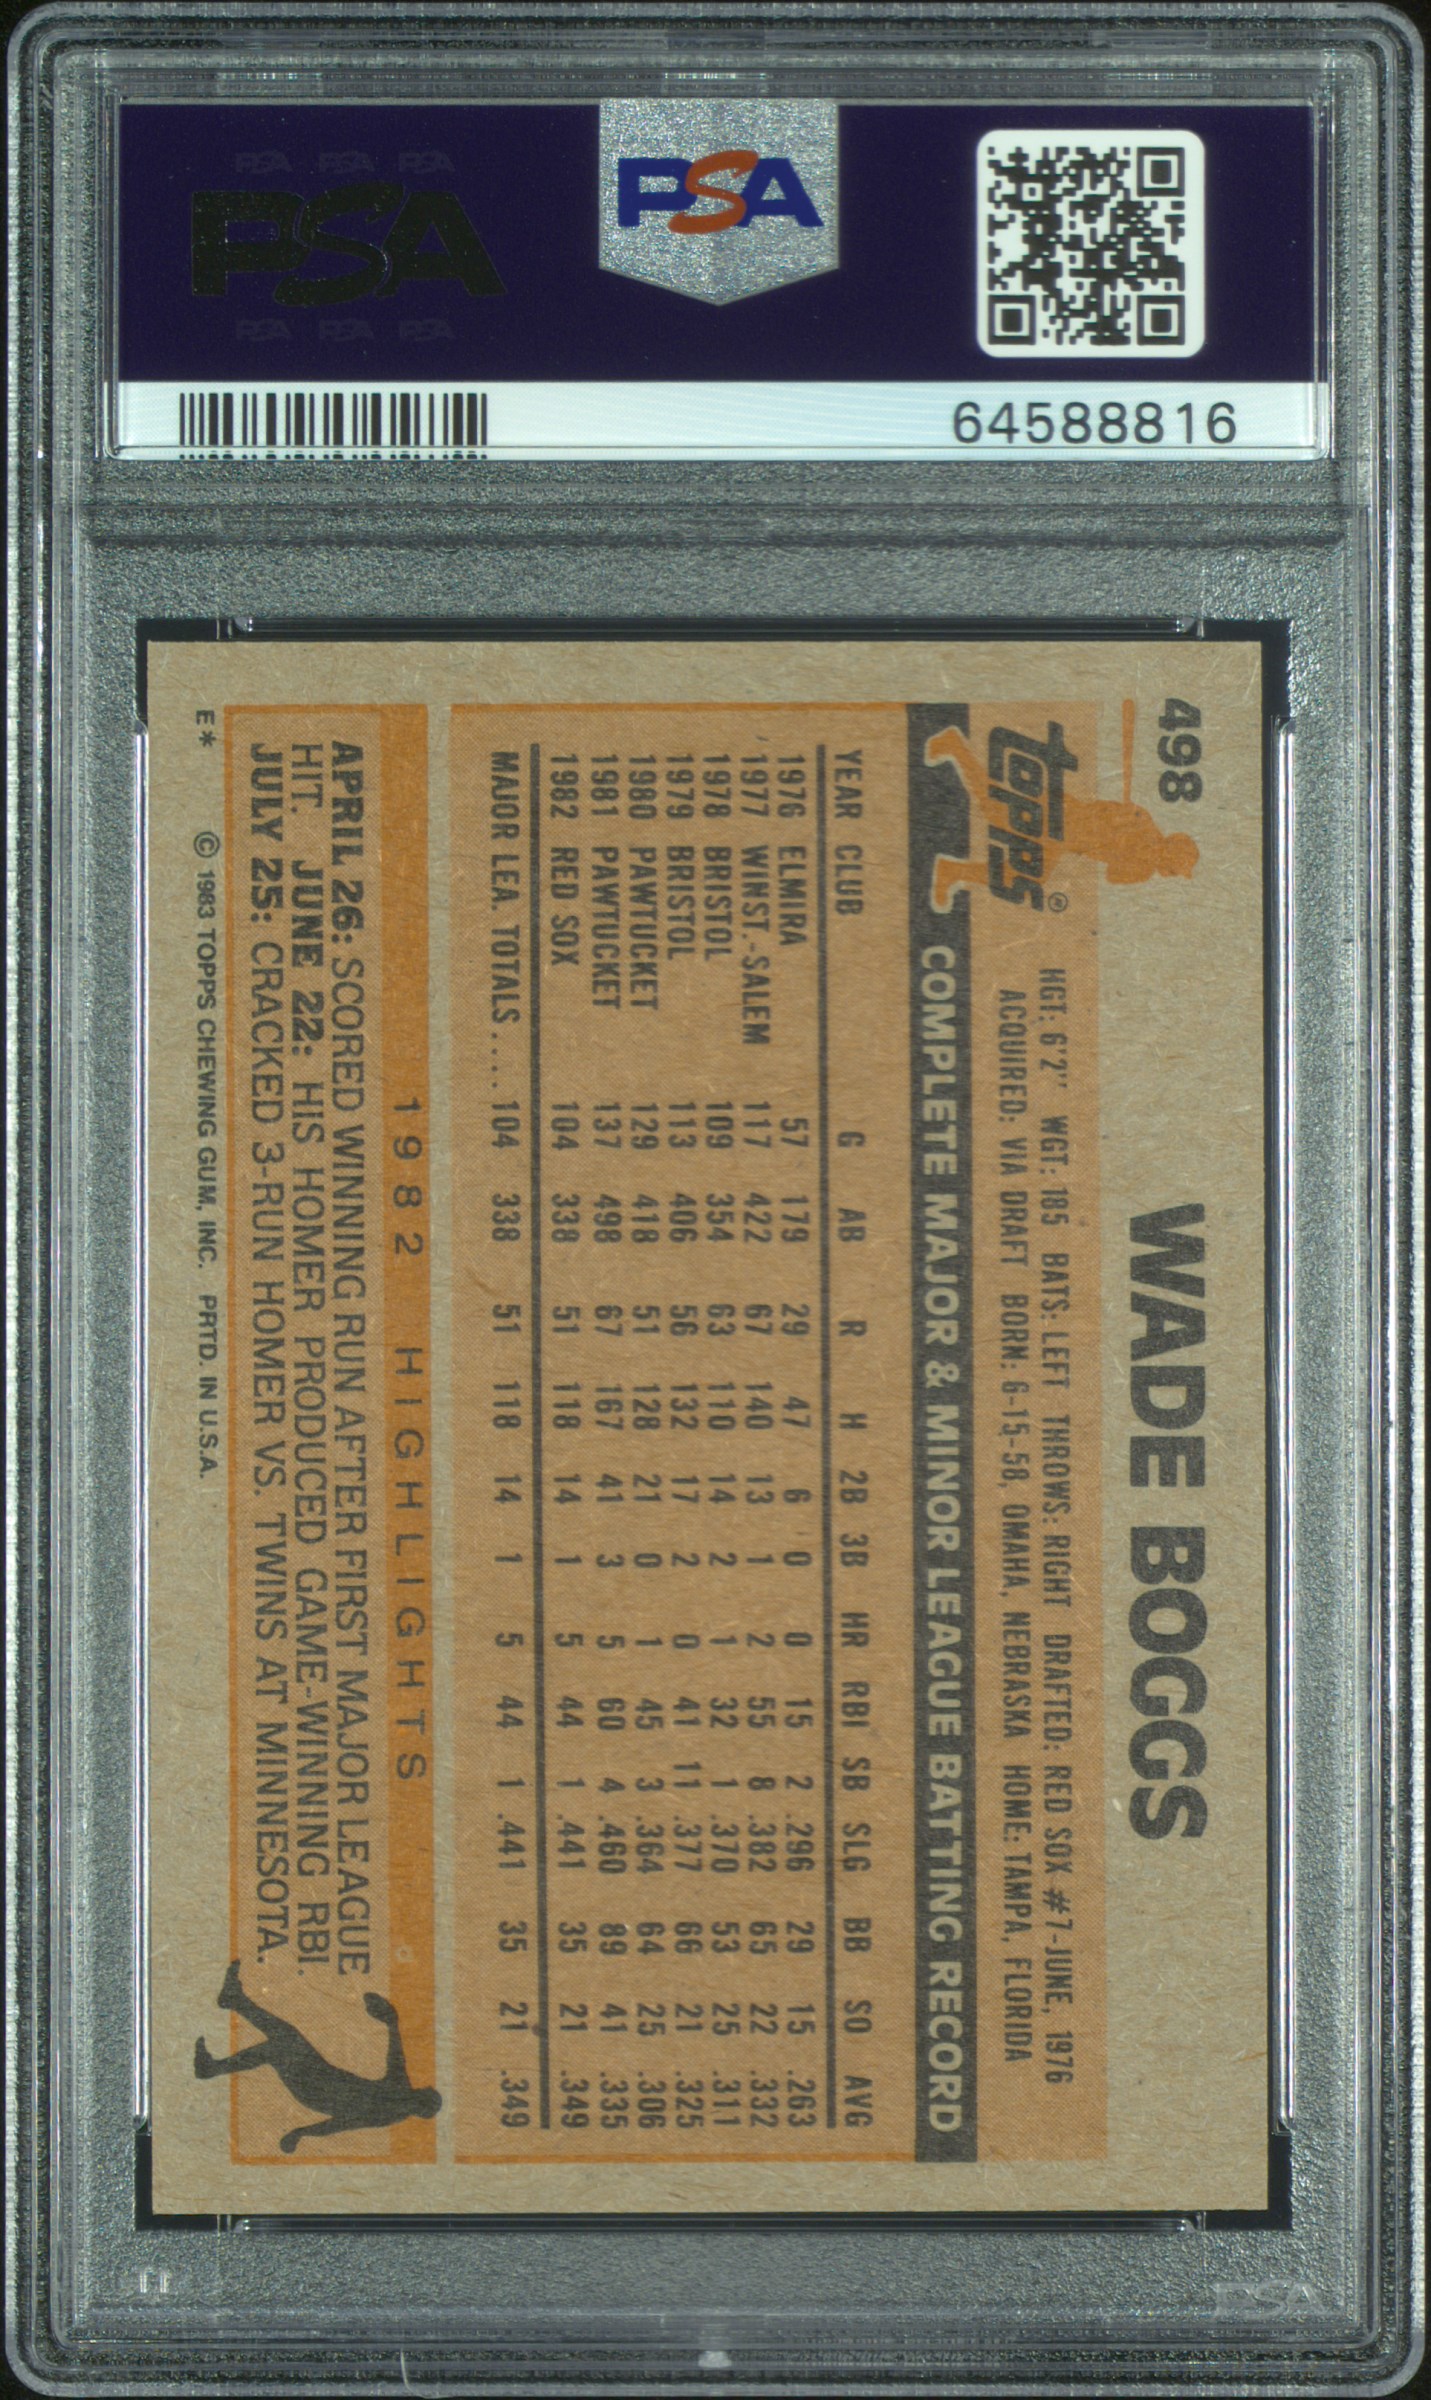 PSA PSA PSA
PSA
PSA PSA PSA
PSA
64588816
498
WADE BOGGS
Topps®
HGT: 6'2" WGT: 185 BATS: LEFT THROWS: RIGHT DRAFTED: RED SOX #7-JUNE, 1976
ACQUIRED: VIA DRAFT BORN: 6-15-58, OMAHA, NEBRASKA HOME: TAMPA, FLORIDA
COMPLETE MAJOR & MINOR LEAGUE BATTING RECORD
YEAR CLUB G AB R H 2B 3B HR RBI SB SLG BB SO AVG
1976 ELMIRA 57 179 29 47 6 0 0 15 2 .296 29 15 .263
1977 WINST.-SALEM 117 422 67 140 13 1 2 55 8 .382 65 22 .332
1978 BRISTOL 109 354 63 110 14 2 1 32 1 .370 53 25 .311
1979 BRISTOL 113 406 56 132 17 2 0 41 11 .377 66 21 .325
1980 PAWTUCKET 129 418 51 128 21 0 1 45 3 .364 64 25 .306
1981 PAWTUCKET 137 498 67 167 41 3 5 60 4 .460 89 41 .335
1982 RED SOX 104 338 51 118 14 1 5 44 1 .441 35 21 .349
MAJOR LEA. TOTALS.... 104 338 51 118 14 1 5 44 1 .441 35 21 .349
1982 HIGHLIGHTS
APRIL 26: SCORED WINNING RUN AFTER FIRST MAJOR LEAGUE
HIT. JUNE 22: HIS HOMER PRODUCED GAME-WINNING RBI.
JULY 25: CRACKED 3-RUN HOMER VS. TWINS AT MINNESOTA.
E* © 1983 TOPPS CHEWING GUM, INC. PRTD. IN U.S.A.
PSA